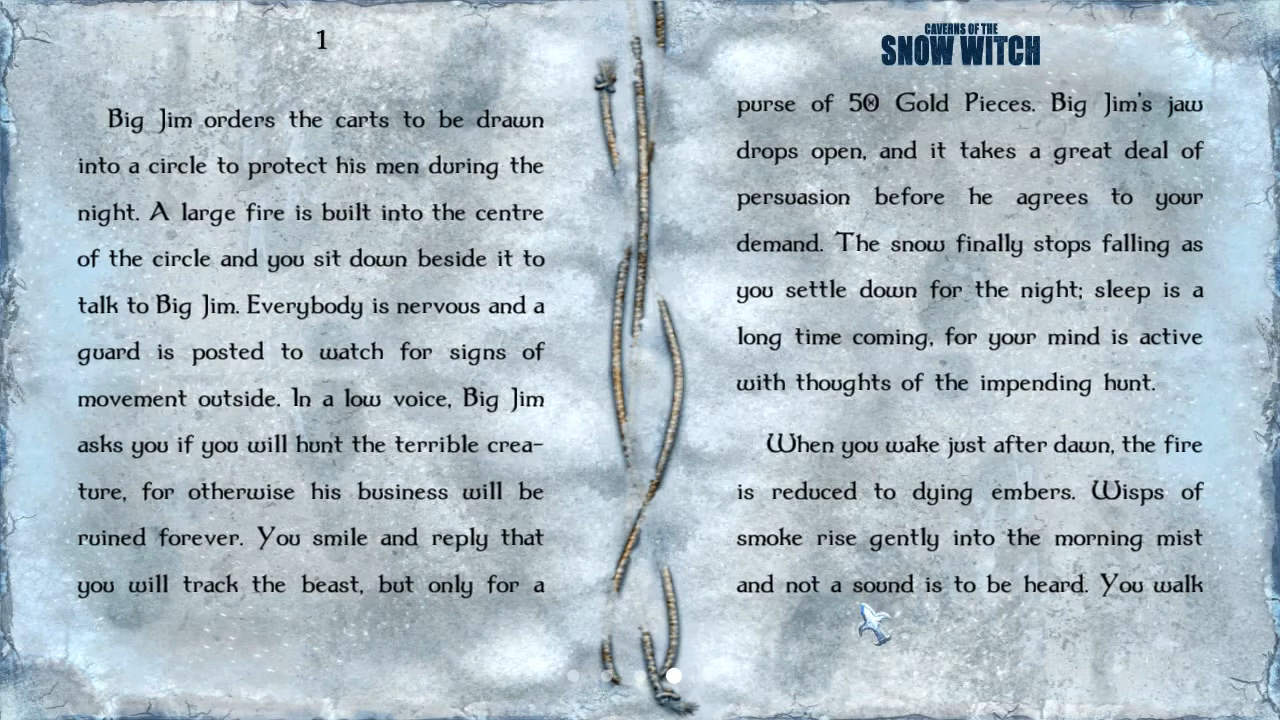 1
Big Jim orders the carts to be drawn
into a circle to protect his men during the
night. A large fire is built into the centre
of the circle and you sit down beside it to
talk to Big Jim. Everybody is nervous and a
guard is posted to watch for signs of
movement outside. In a low voice, Big Jim
asks you if you will hunt the terrible crea-
ture, for otherwise his business will be
ruined forever. You smile and reply that
you will track the beast, but only for a
CAVERNS OF THE
SNOW WITCH
purse of 50 Gold Pieces. Big Jim's jaw
drops open, and it takes a great deal of
persuasion before he agrees to your
demand. The snow finally stops falling as
you settle down for the night; sleep is a
long time coming, for your mind is active
with thoughts of the impending hunt.
When you wake just after dawn, the fire
is reduced to dying embers. Wisps of
smoke rise gently into the morning mist
and not a sound is to be heard. You walk